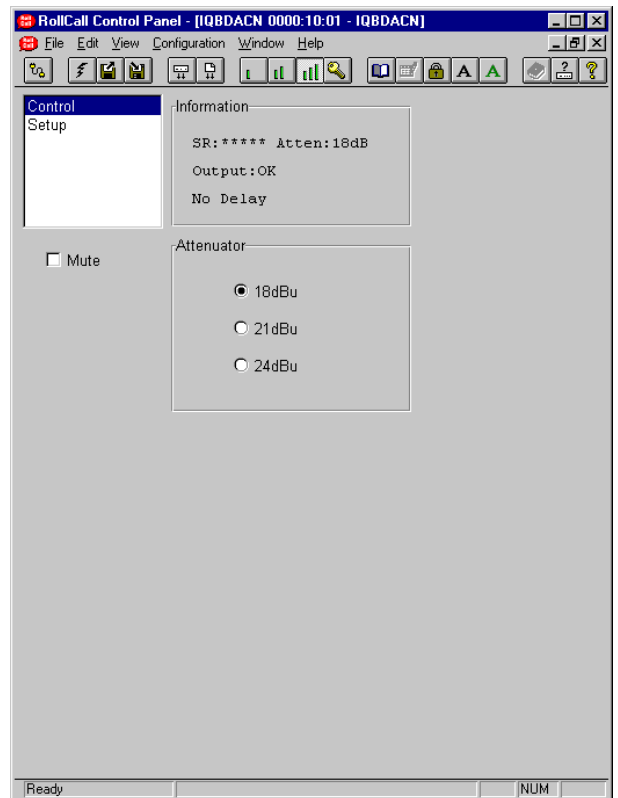 RollCall Control Panel - [IQBDACN 0000:10:01 - IQBDACN]
File Edit View Configuration Window Help
A A ? ?
Control
Setup
Information
SR:***** Atten:18dB
Output:OK
No Delay
Mute
Attenuator
18dBu
21dBu
24dBu
Ready NUM